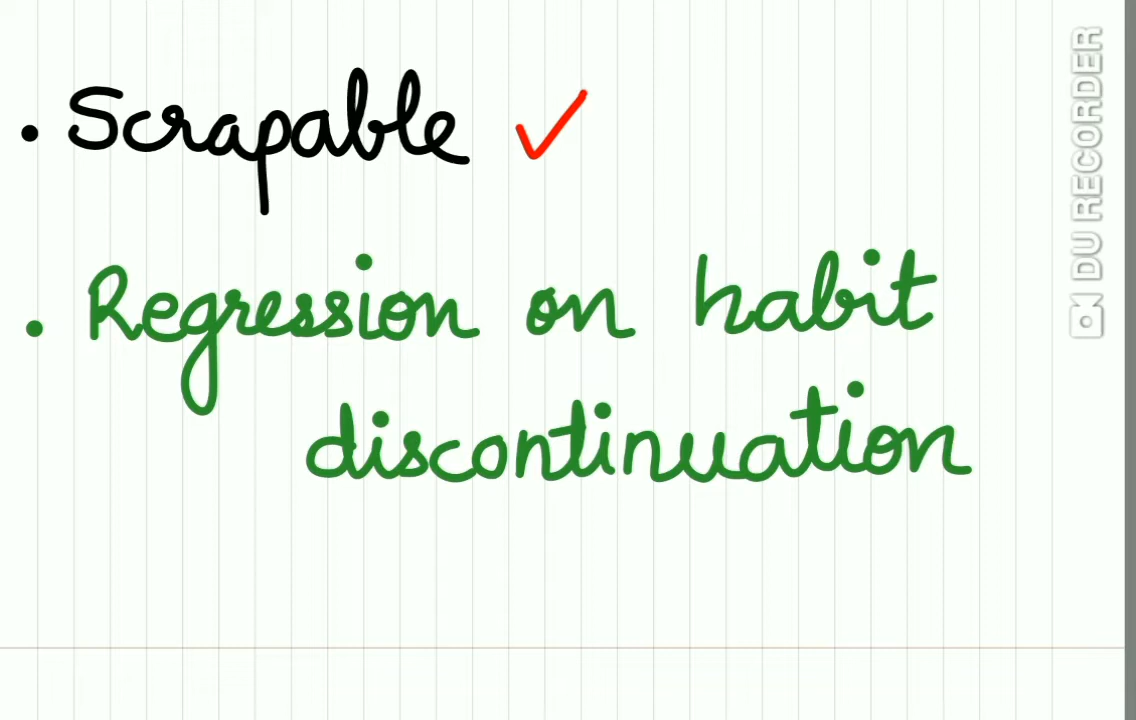 • Scrapable ✓
• Regression on habit
discontinuation
DU RECORDER